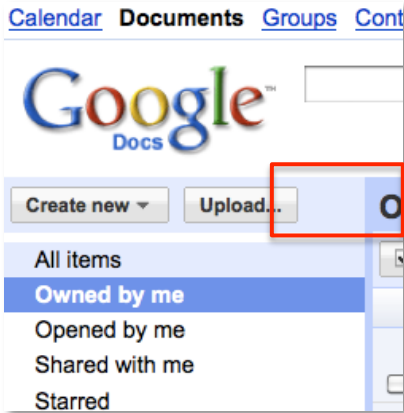 Calendar Documents Groups Cont
Google™
Docs
Create new Upload... O
All items
Owned by me
Opened by me
Shared with me
Starred